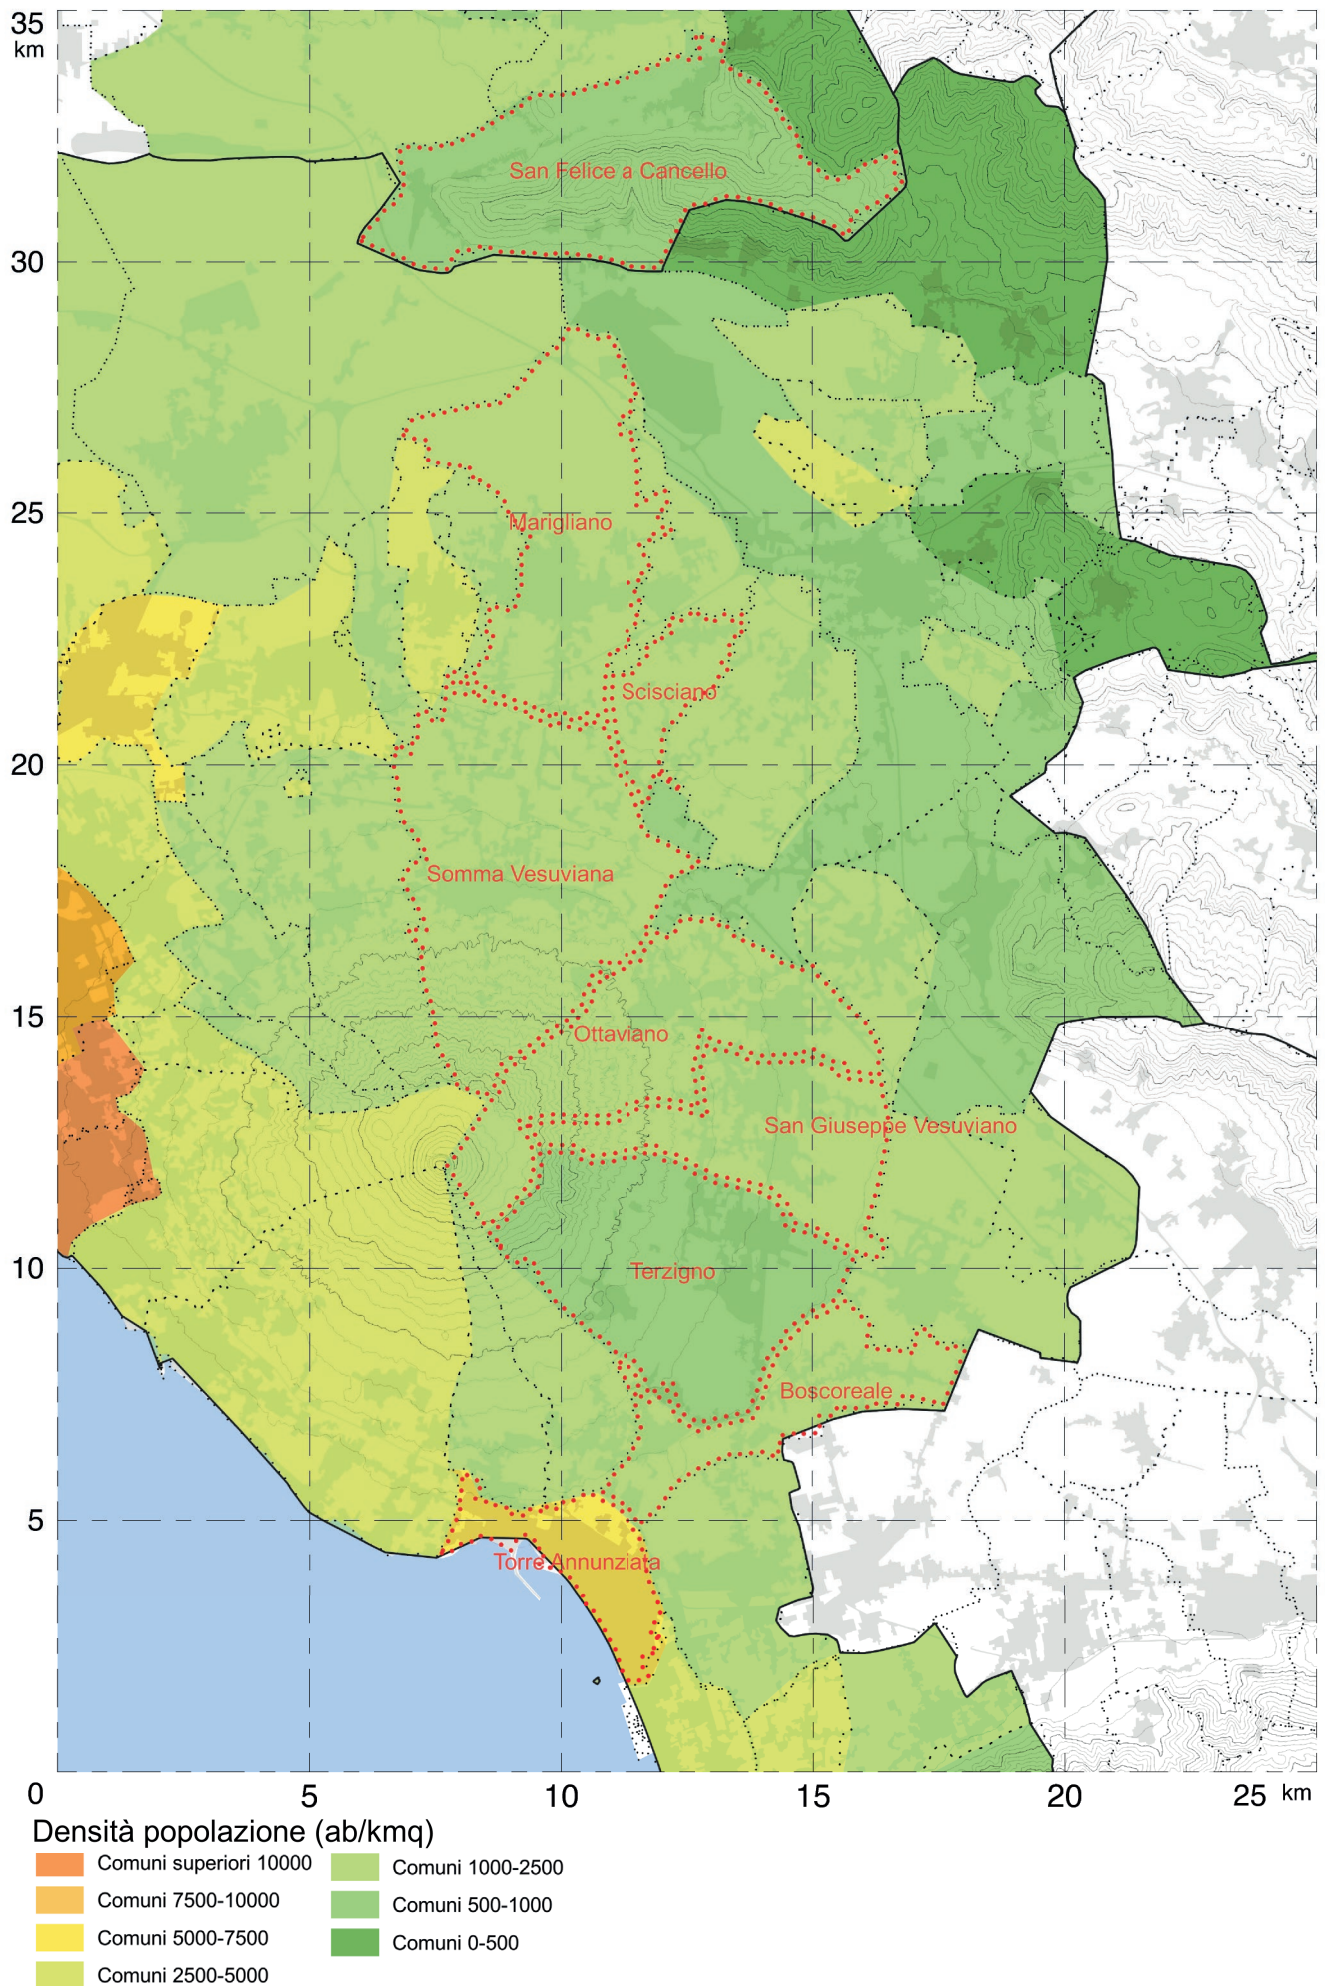 35
km
San Felice a Cancello
30
25
Marigliano
Scisciano
20
Somma Vesuviana
15
Ottaviano
San Giuseppe Vesuviano
10
Terzigno
Boscoreale
5
Torre Annunziata
0 5 10 15 20 25 km
Densità popolazione (ab/kmq)
Comuni superiori 10000
Comuni 7500-10000
Comuni 5000-7500
Comuni 2500-5000
Comuni 1000-2500
Comuni 500-1000
Comuni 0-500